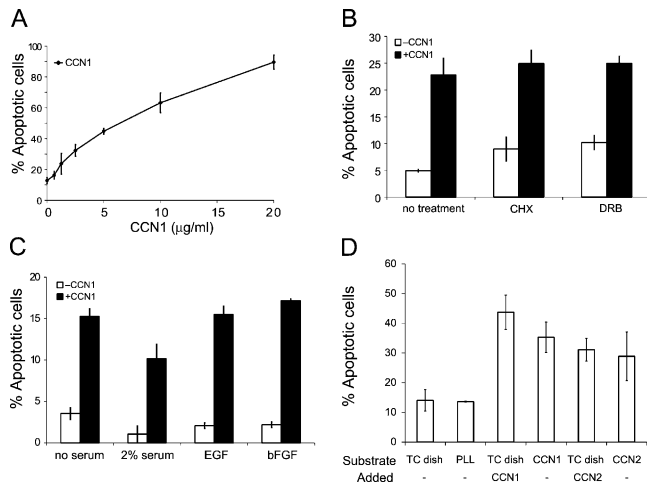 A
CCN1
% Apoptotic cells
100
80
60
40
20
0
0 5 10 15 20
CCN1 (μg/ml)
B
–CCN1
+CCN1
% Apoptotic cells
30
25
20
15
10
5
0
no treatment CHX DRB
C
–CCN1
+CCN1
% Apoptotic cells
20
15
10
5
0
no serum 2% serum EGF bFGF
D
% Apoptotic cells
60
50
40
30
20
10
0
Substrate TC dish PLL TC dish CCN1 TC dish CCN2
Added - - CCN1 - CCN2 -